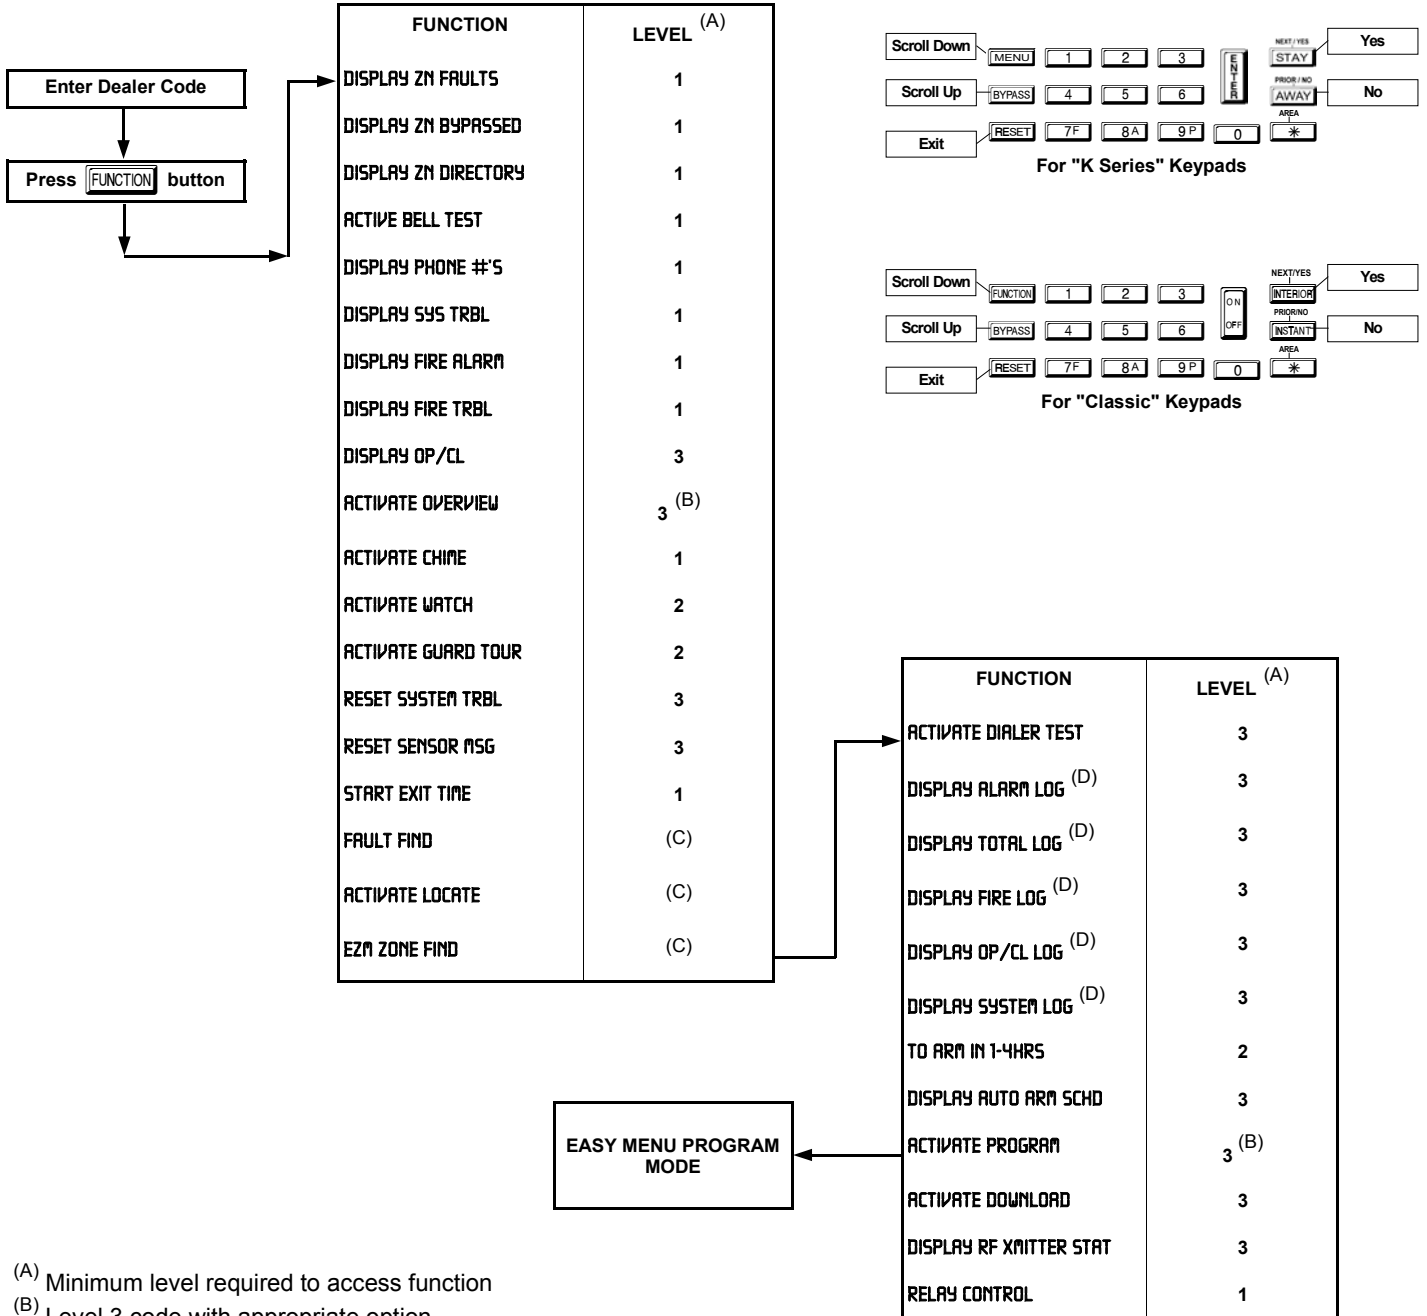 Enter Dealer Code
Press FUNCTION button
FUNCTION LEVEL (A)
DISPLAY ZN FAULTS 1
DISPLAY ZN BYPASSED 1
DISPLAY ZN DIRECTORY 1
ACTIVE BELL TEST 1
DISPLAY PHONE #'S 1
DISPLAY SYS TRBL 1
DISPLAY FIRE ALARM 1
DISPLAY FIRE TRBL 1
DISPLAY OP/CL 3
ACTIVATE OVERVIEW 3 (B)
ACTIVATE CHIME 1
ACTIVATE WATCH 2
ACTIVATE GUARD TOUR 2
RESET SYSTEM TRBL 3
RESET SENSOR MSG 3
START EXIT TIME 1
FAULT FIND (C)
ACTIVATE LOCATE (C)
EZM ZONE FIND (C)
NEXT / YES
Scroll Down MENU 1 2 3 ENTER STAY Yes
PRIOR / NO
Scroll Up BYPASS 4 5 6 AWAY No
AREA
Exit RESET 7F 8A 9P 0 *
For "K Series" Keypads
NEXT/YES
Scroll Down FUNCTION 1 2 3 ON OFF INTERIOR Yes
PRIOR/NO
Scroll Up BYPASS 4 5 6 INSTANT No
AREA
Exit RESET 7F 8A 9P 0 *
For "Classic" Keypads
FUNCTION LEVEL (A)
ACTIVATE DIALER TEST 3
DISPLAY ALARM LOG (D) 3
DISPLAY TOTAL LOG (D) 3
DISPLAY FIRE LOG (D) 3
DISPLAY OP/CL LOG (D) 3
DISPLAY SYSTEM LOG (D) 3
TO ARM IN 1-4HRS 2
DISPLAY AUTO ARM SCHD 3
ACTIVATE PROGRAM 3 (B)
ACTIVATE DOWNLOAD 3
DISPLAY RF XMITTER STAT 3
RELAY CONTROL 1
EASY MENU PROGRAM
MODE
(A) Minimum level required to access function
(B) Level 3 code with appropriate option